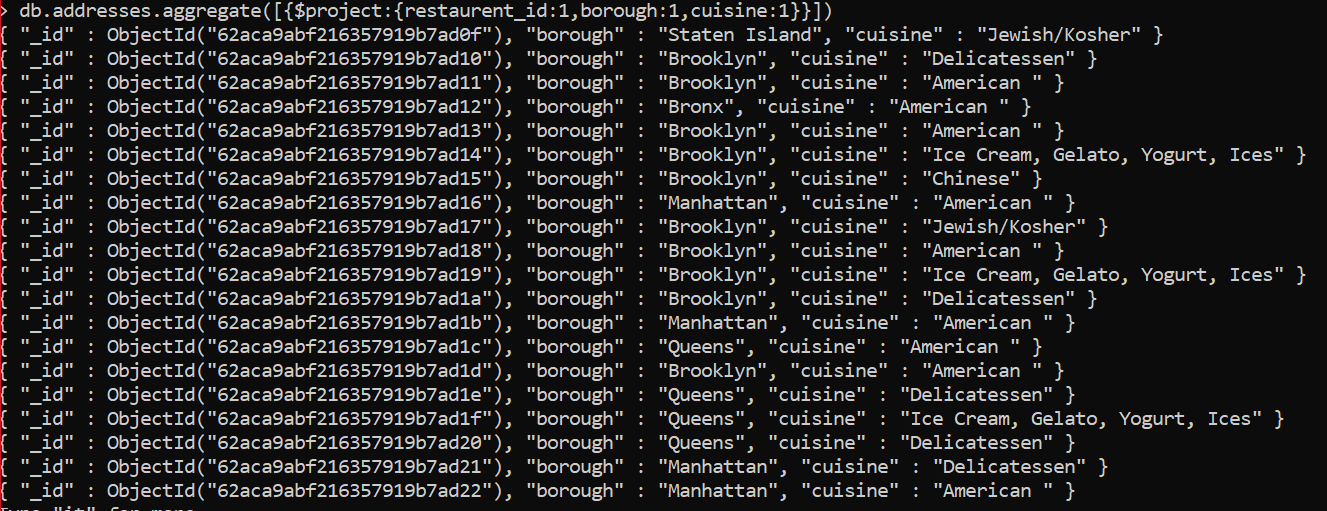 > db.addresses.aggregate([{$project:{restaurent_id:1,borough:1,cuisine:1}}])
{ "_id" : ObjectId("62aca9abf216357919b7ad0f"), "borough" : "Staten Island", "cuisine" : "Jewish/Kosher" }
{ "_id" : ObjectId("62aca9abf216357919b7ad10"), "borough" : "Brooklyn", "cuisine" : "Delicatessen" }
{ "_id" : ObjectId("62aca9abf216357919b7ad11"), "borough" : "Brooklyn", "cuisine" : "American " }
{ "_id" : ObjectId("62aca9abf216357919b7ad12"), "borough" : "Bronx", "cuisine" : "American " }
{ "_id" : ObjectId("62aca9abf216357919b7ad13"), "borough" : "Brooklyn", "cuisine" : "American " }
{ "_id" : ObjectId("62aca9abf216357919b7ad14"), "borough" : "Brooklyn", "cuisine" : "Ice Cream, Gelato, Yogurt, Ices" }
{ "_id" : ObjectId("62aca9abf216357919b7ad15"), "borough" : "Brooklyn", "cuisine" : "Chinese" }
{ "_id" : ObjectId("62aca9abf216357919b7ad16"), "borough" : "Manhattan", "cuisine" : "American " }
{ "_id" : ObjectId("62aca9abf216357919b7ad17"), "borough" : "Brooklyn", "cuisine" : "Jewish/Kosher" }
{ "_id" : ObjectId("62aca9abf216357919b7ad18"), "borough" : "Brooklyn", "cuisine" : "American " }
{ "_id" : ObjectId("62aca9abf216357919b7ad19"), "borough" : "Brooklyn", "cuisine" : "Ice Cream, Gelato, Yogurt, Ices" }
{ "_id" : ObjectId("62aca9abf216357919b7ad1a"), "borough" : "Brooklyn", "cuisine" : "Delicatessen" }
{ "_id" : ObjectId("62aca9abf216357919b7ad1b"), "borough" : "Manhattan", "cuisine" : "American " }
{ "_id" : ObjectId("62aca9abf216357919b7ad1c"), "borough" : "Queens", "cuisine" : "American " }
{ "_id" : ObjectId("62aca9abf216357919b7ad1d"), "borough" : "Brooklyn", "cuisine" : "American " }
{ "_id" : ObjectId("62aca9abf216357919b7ad1e"), "borough" : "Queens", "cuisine" : "Delicatessen" }
{ "_id" : ObjectId("62aca9abf216357919b7ad1f"), "borough" : "Queens", "cuisine" : "Ice Cream, Gelato, Yogurt, Ices" }
{ "_id" : ObjectId("62aca9abf216357919b7ad20"), "borough" : "Queens", "cuisine" : "Delicatessen" }
{ "_id" : ObjectId("62aca9abf216357919b7ad21"), "borough" : "Manhattan", "cuisine" : "Delicatessen" }
{ "_id" : ObjectId("62aca9abf216357919b7ad22"), "borough" : "Manhattan", "cuisine" : "American " }
Type "it" for more